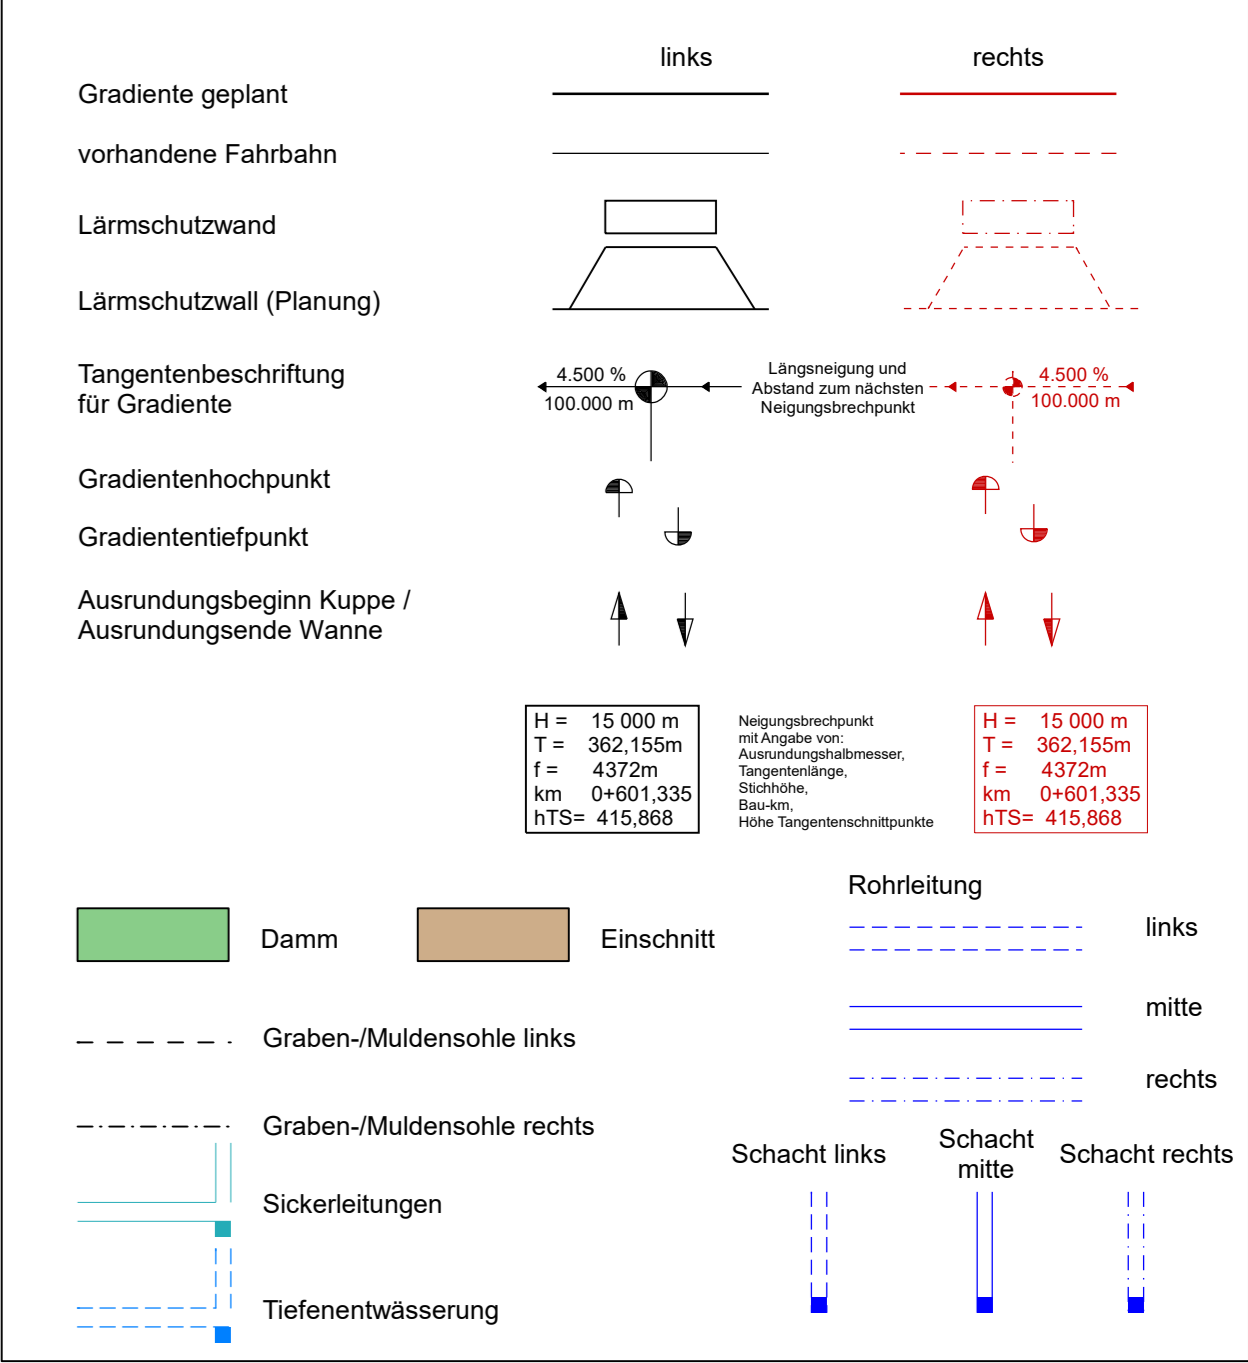 links
rechts
Gradiente geplant
vorhandene Fahrbahn
Lärmschutzwand
Lärmschutzwall (Planung)
Tangentenbeschriftung
für Gradiente
4.500 %
100.000 m
Längsneigung und
Abstand zum nächsten
Neigungsbrechpunkt
4.500 %
100.000 m
Gradientenhochpunkt
Gradiententiefpunkt
Ausrundungsbeginn Kuppe /
Ausrundungsende Wanne
H = 15 000 m
T = 362,155m
f = 4372m
km 0+601,335
hTS= 415,868
Neigungsbrechpunkt
mit Angabe von:
Ausrundungshalbmesser,
Tangentenlänge,
Stichhöhe,
Bau-km,
Höhe Tangentenschnittpunkte
H = 15 000 m
T = 362,155m
f = 4372m
km 0+601,335
hTS= 415,868
Damm
Einschnitt
Graben-/Muldensohle links
Graben-/Muldensohle rechts
Sickerleitungen
Tiefenentwässerung
Rohrleitung
links
mitte
rechts
Schacht links
Schacht
mitte
Schacht rechts